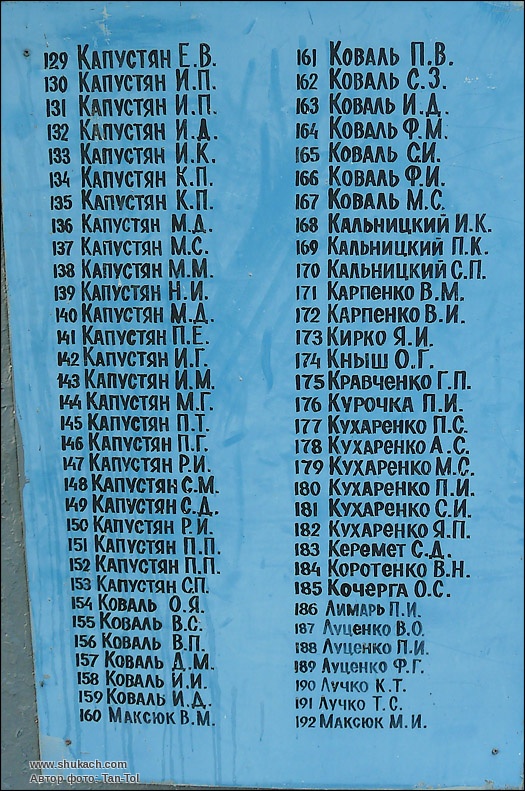 129 Капустян Е.В.
130 Капустян И.П.
131 Капустян И.П.
132 Капустян И.Д.
133 Капустян И.К.
134 Капустян К.П.
135 Капустян К.П.
136 Капустян М.Д.
137 Капустян М.С.
138 Капустян М.М.
139 Капустян Н.И.
140 Капустян М.Д.
141 Капустян П.Е.
142 Капустян И.Г.
143 Капустян И.М.
144 Капустян М.Г.
145 Капустян П.Т.
146 Капустян П.Г.
147 Капустян Р.И.
148 Капустян С.М.
149 Капустян С.Д.
150 Капустян Р.И.
151 Капустян П.П.
152 Капустян П.П.
153 Капустян С.П.
154 Коваль О.Я.
155 Коваль В.С.
156 Коваль В.П.
157 Коваль Д.М.
158 Коваль И.И.
159 Коваль И.Д.
160 Максюк В.М.
161 Коваль П.В.
162 Коваль С.З.
163 Коваль И.Д.
164 Коваль Ф.М.
165 Коваль С.И.
166 Коваль Ф.И.
167 Коваль М.С.
168 Кальницкий И.К.
169 Кальницкий П.К.
170 Кальницкий С.П.
171 Карпенко В.М.
172 Карпенко В.И.
173 Кирко Я.И.
174 Кныш О.Г.
175 Кравченко Г.П.
176 Курочка П.И.
177 Кухаренко П.С.
178 Кухаренко А.С.
179 Кухаренко М.С.
180 Кухаренко П.И.
181 Кухаренко С.И.
182 Кухаренко Я.П.
183 Керемет С.Д.
184 Коротенко В.Н.
185 Кочерга О.С.
186 Лимарь П.И.
187 Луценко В.О.
188 Луценко П.И.
189 Луценко Ф.Г.
190 Лучко К.Т.
191 Лучко Т.С.
192 Максюк М.И.
www.shukach.com
Автор фото: Tan-Tol